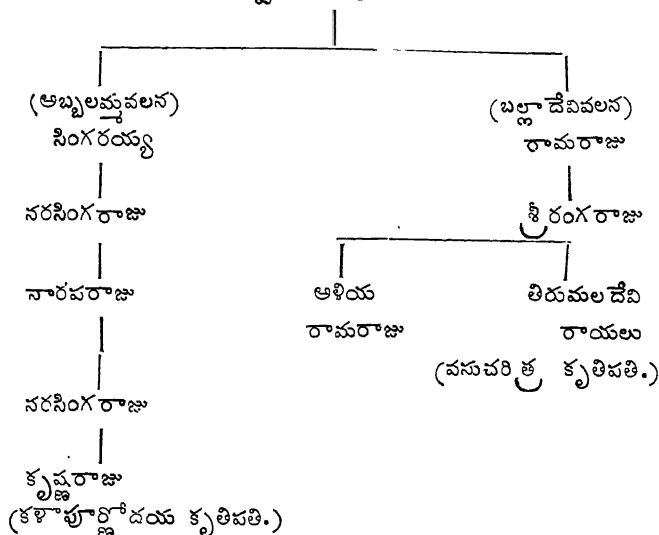 (అబ్బలమ్మవలన)
సింగరయ్య
నరసింగరాజు
నారపరాజు
నరసింగరాజు
కృష్ణరాజు
(కళాపూర్ణోదయ కృతిపతి.)
(బల్లాదేవివలన)
రామరాజు
శ్రీరంగరాజు
అళియ
రామరాజు
తిరుమలదేవి
రాయలు
(వసుచరిత్ర కృతిపతి.)